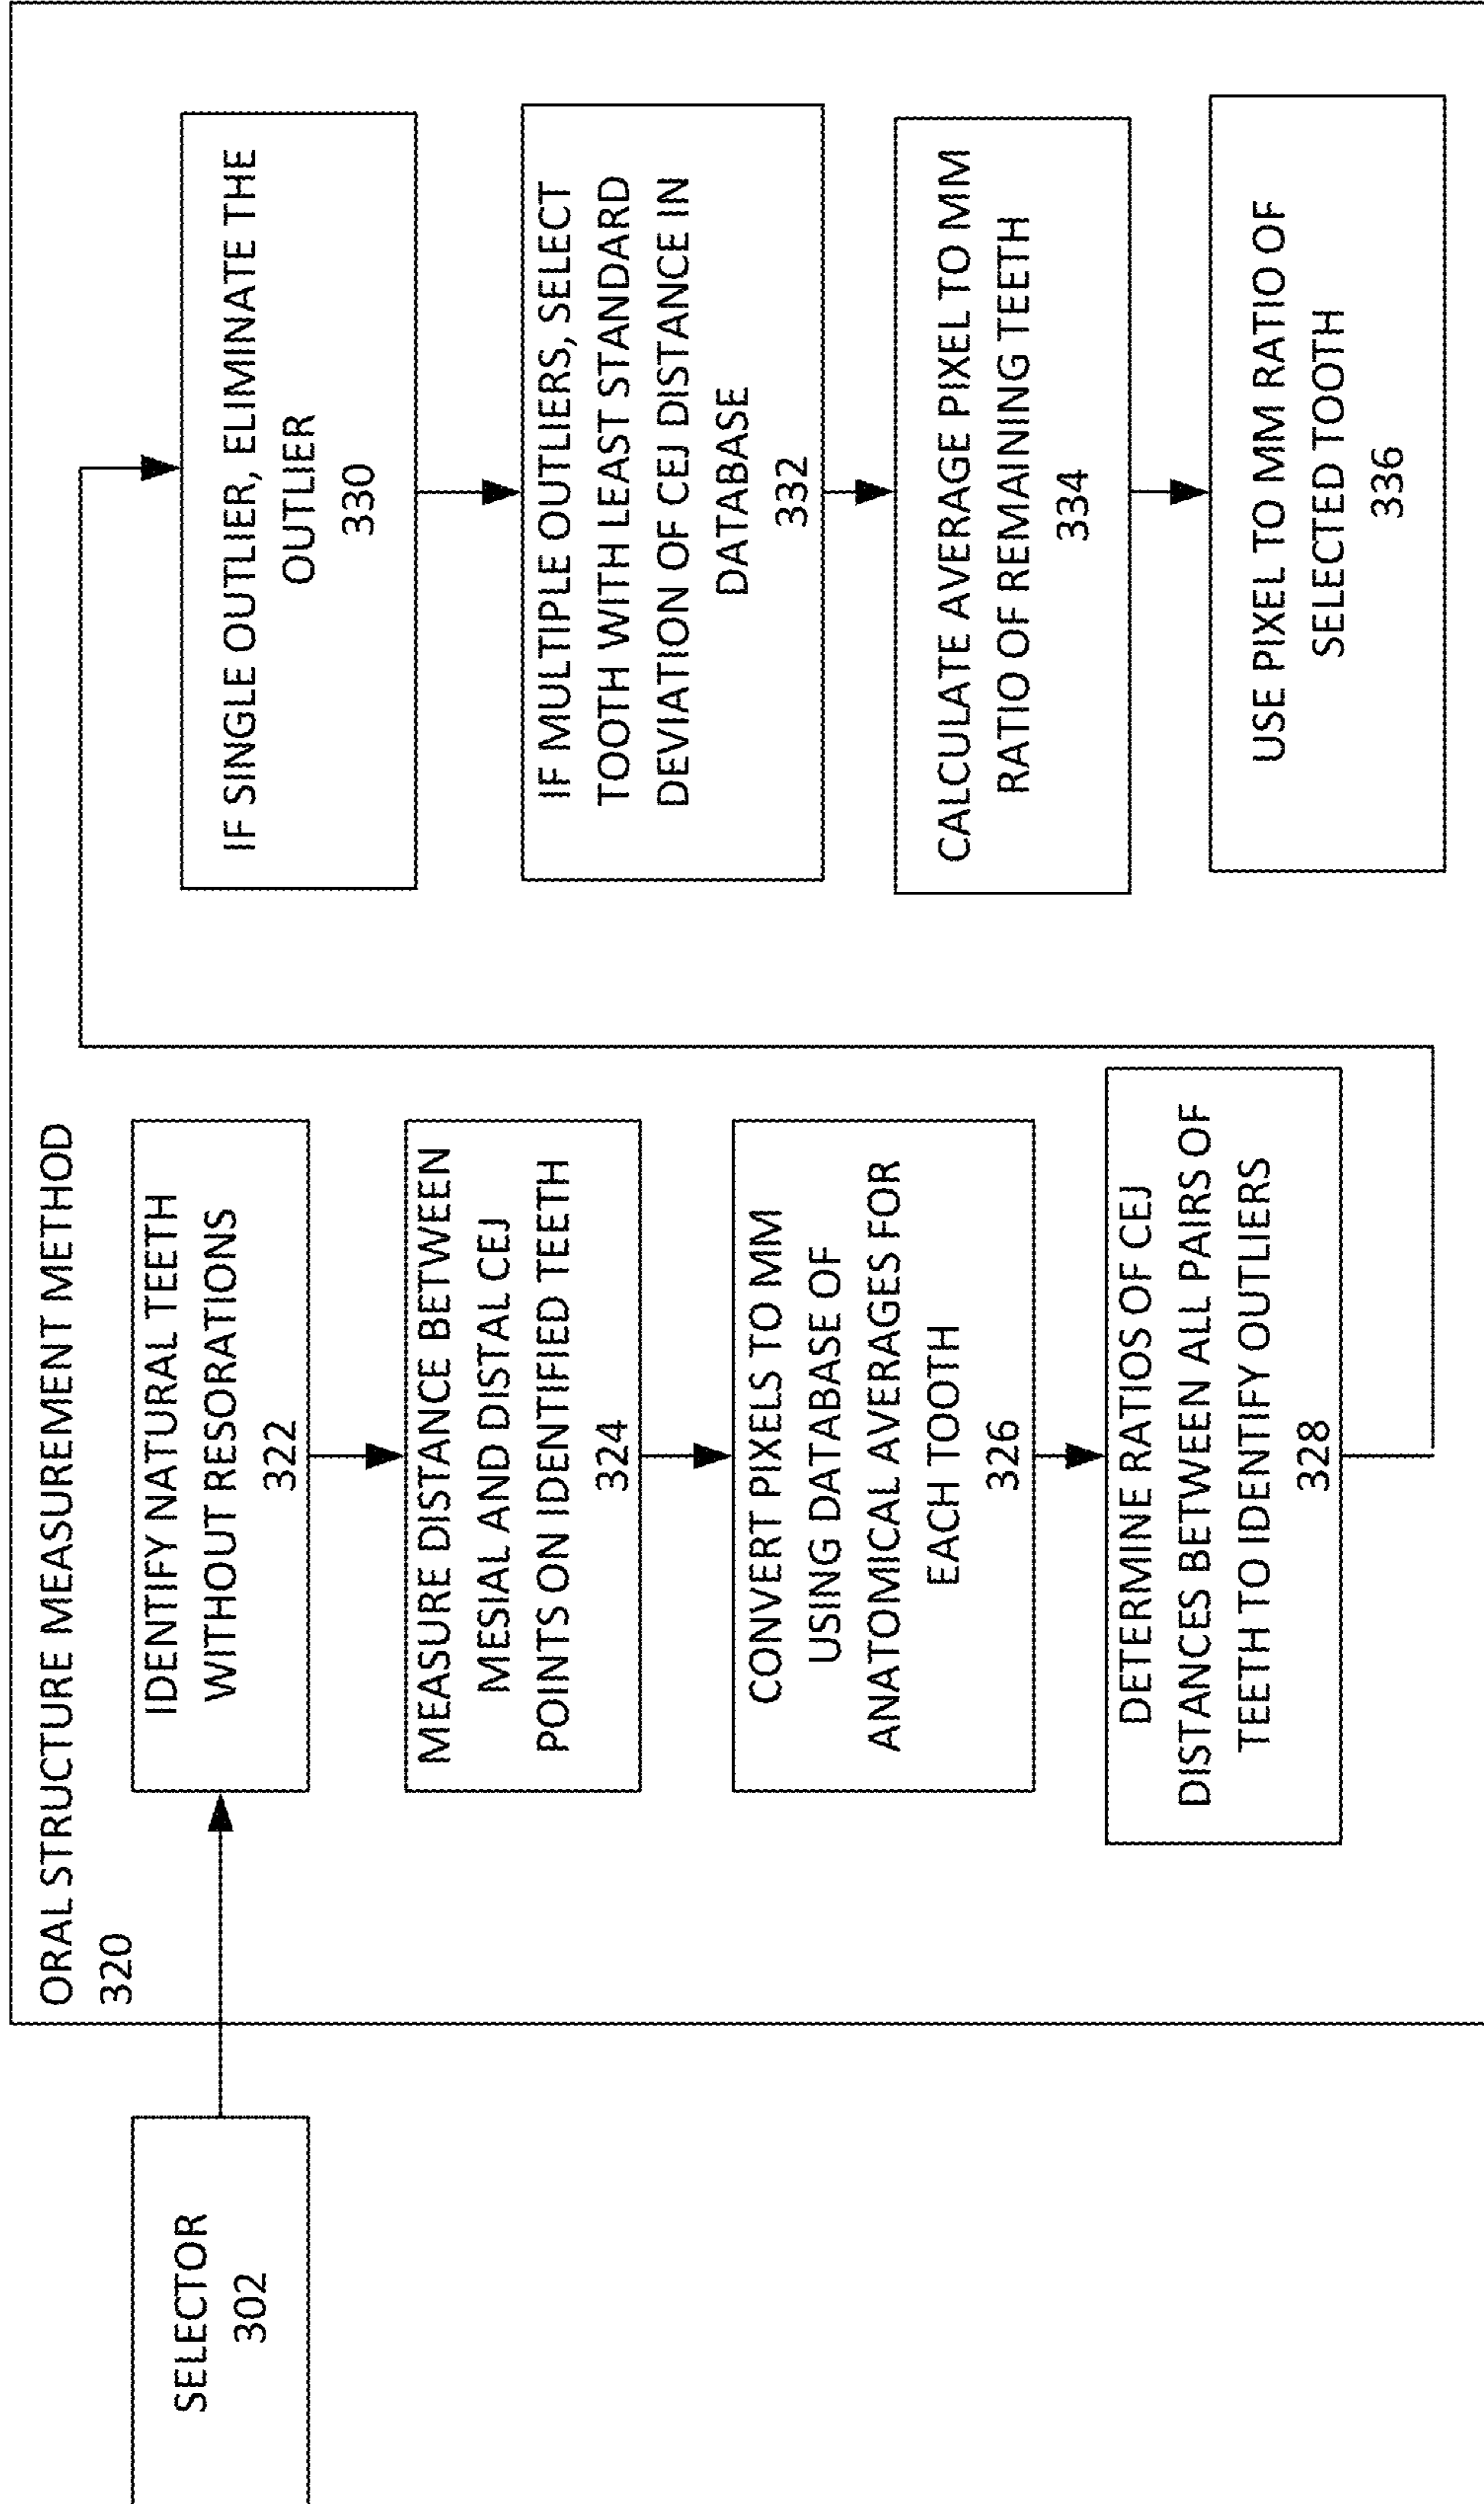 SELECTOR
302
ORAL STRUCTURE MEASUREMENT METHOD
320
IDENTIFY NATURAL TEETH
WITHOUT RESORATIONS
322
MEASURE DISTANCE BETWEEN
MESIAL AND DISTAL CEJ
POINTS ON IDENTIFIED TEETH
324
CONVERT PIXELS TO MM
USING DATABASE OF
ANATOMICAL AVERAGES FOR
EACH TOOTH
326
DETERMINE RATIOS OF CEJ
DISTANCES BETWEEN ALL PAIRS OF
TEETH TO IDENTIFY OUTLIERS
328
IF SINGLE OUTLIER, ELIMINATE THE
OUTLIER
330
IF MULTIPLE OUTLIERS, SELECT
TOOTH WITH LEAST STANDARD
DEVIATION OF CEJ DISTANCE IN
DATABASE
332
CALCULATE AVERAGE PIXEL TO MM
RATIO OF REMAINING TEETH
334
USE PIXEL TO MM RATIO OF
SELECTED TOOTH
336